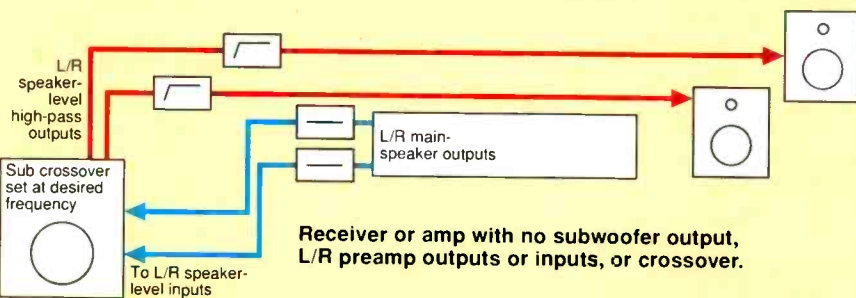 L/R
speaker-
level
high-pass
outputs
L/R main-
speaker outputs
Sub crossover
set at desired
frequency
Receiver or amp with no subwoofer output,
L/R preamp outputs or inputs, or crossover.
To L/R speaker-
level inputs